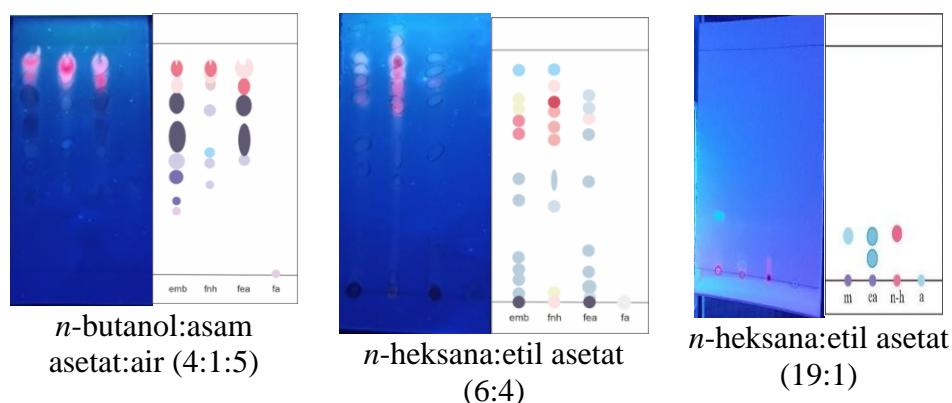 emb fnh fea fa
n-butanol:asam
asetat:air (4:1:5)
emb fnh fea fa
n-heksana:etil asetat
(6:4)
m ea n-h a
n-heksana:etil asetat
(19:1)